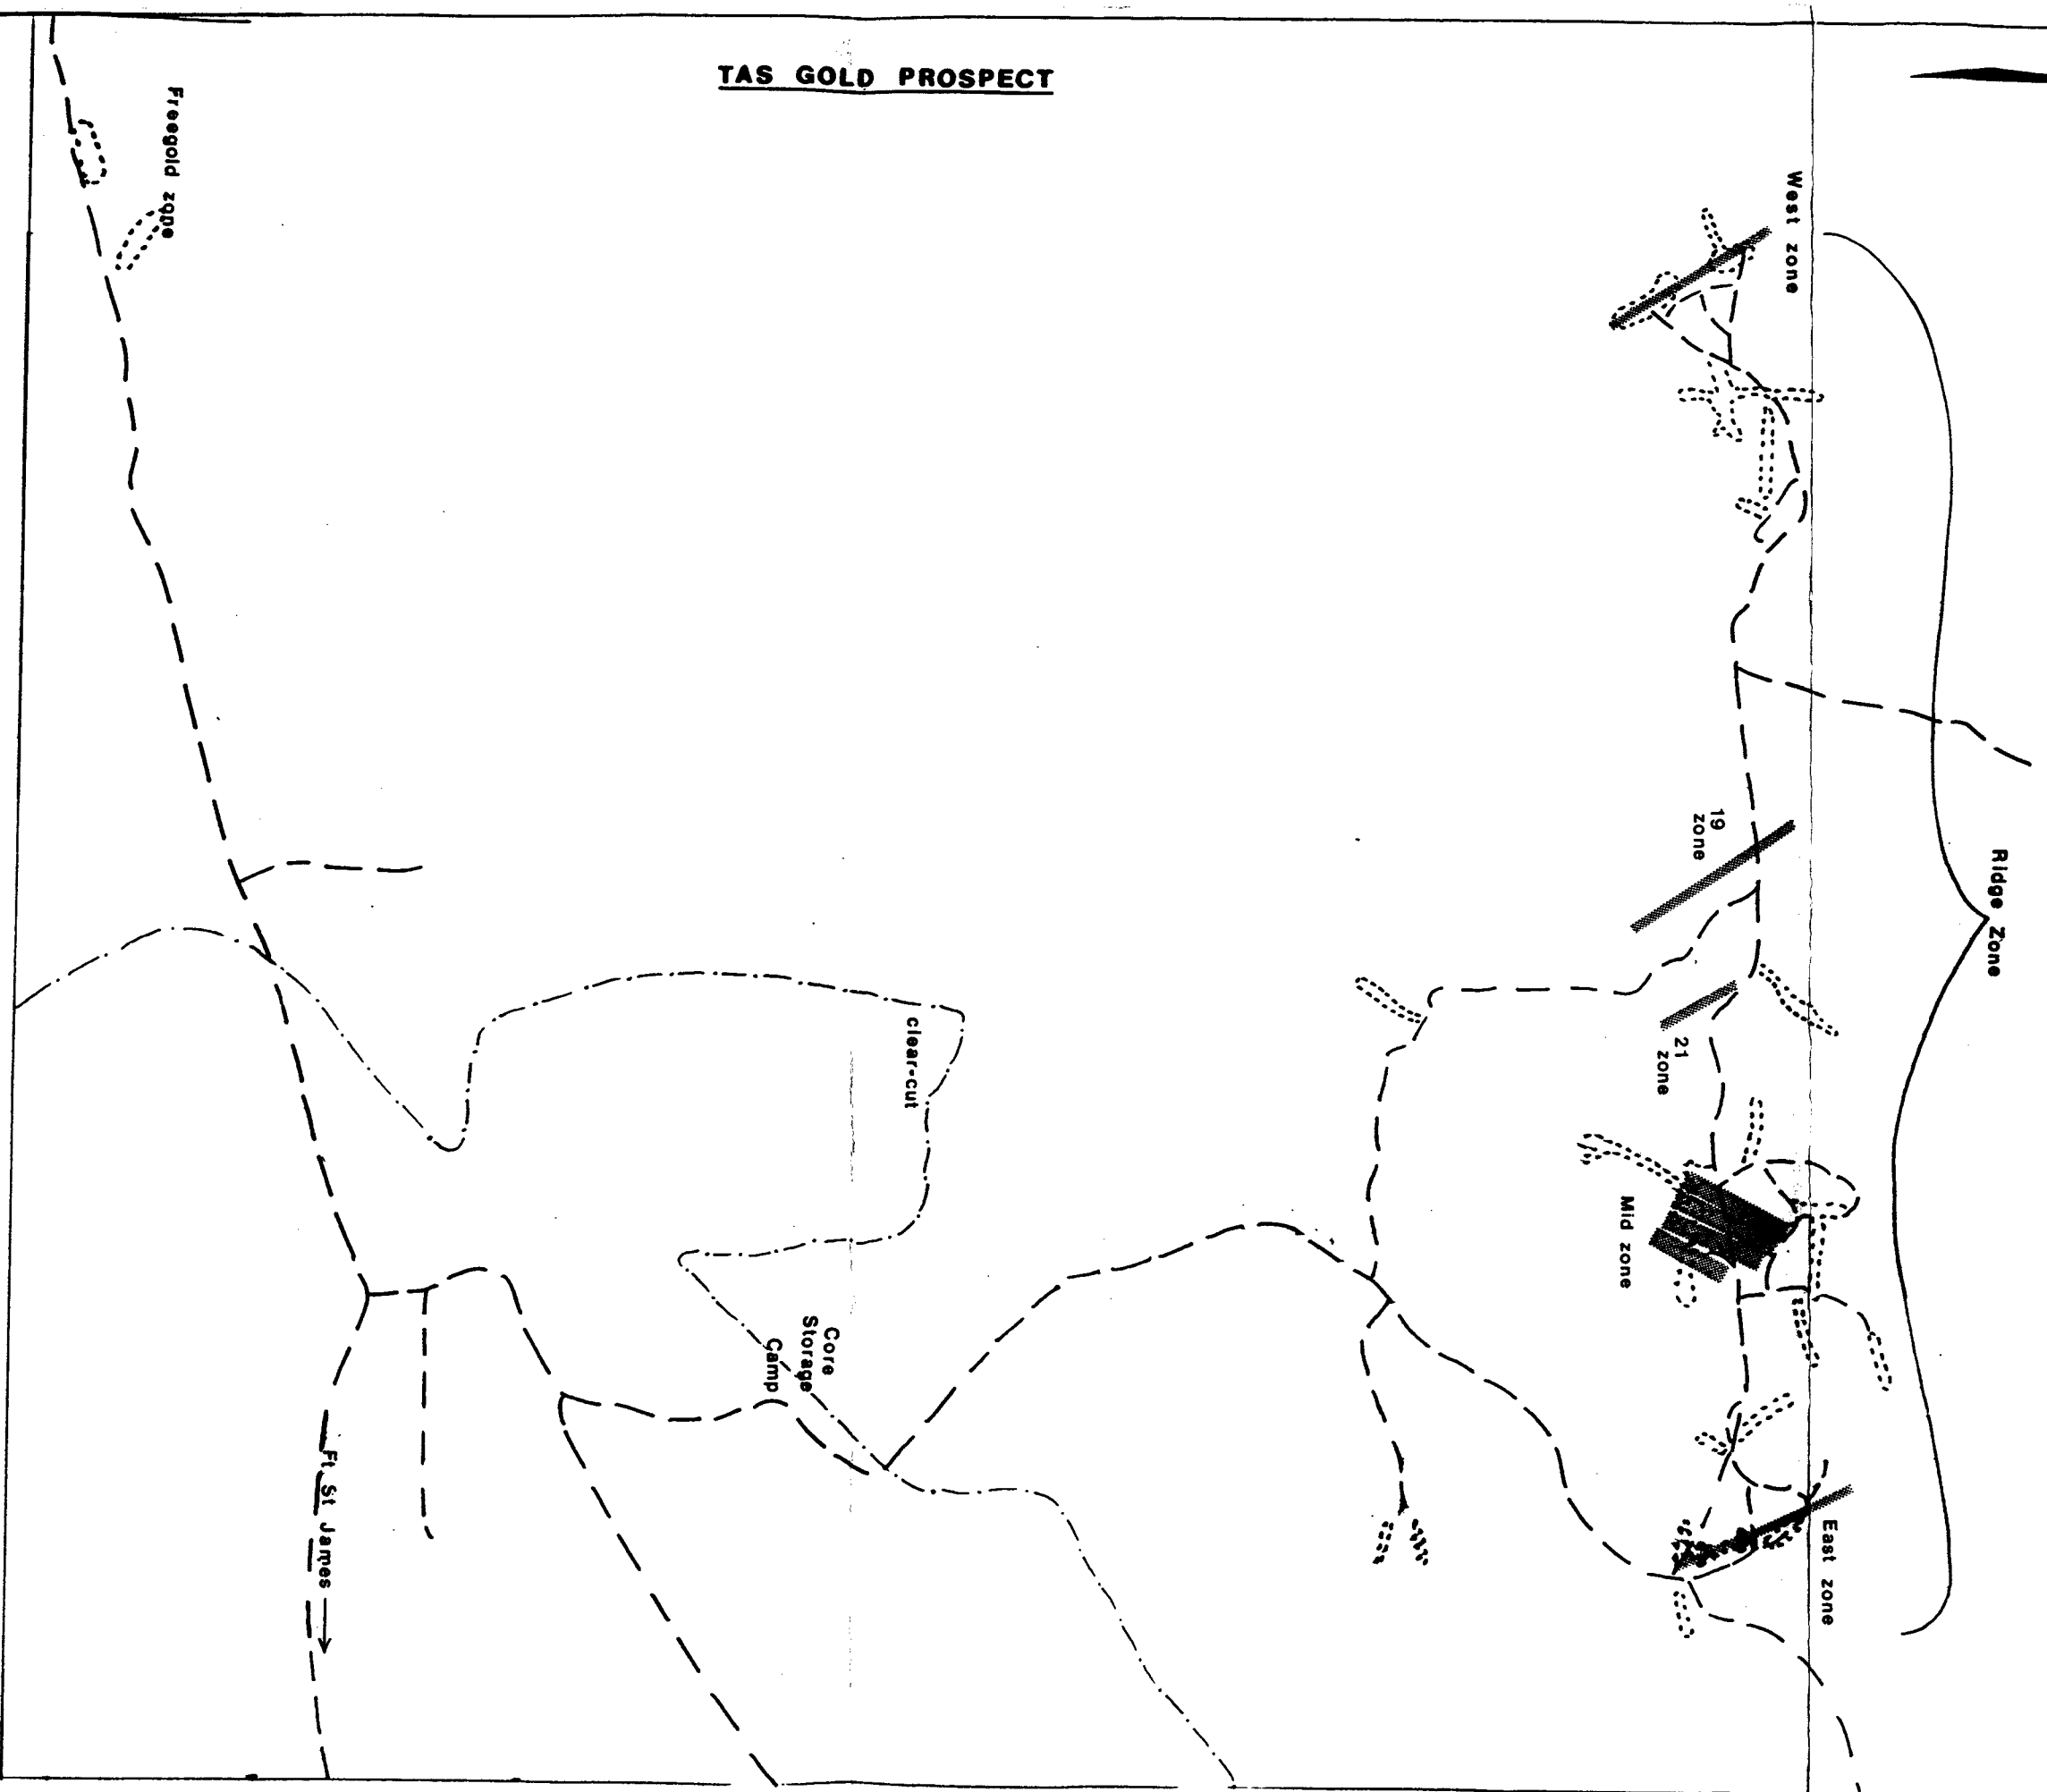 TAS GOLD PROSPECT
Freegold zone
West zone
Ridge Zone
19
zone
21
zone
Mid zone
East zone
clear-cut
Core
Storage
Camp
Ft. St James